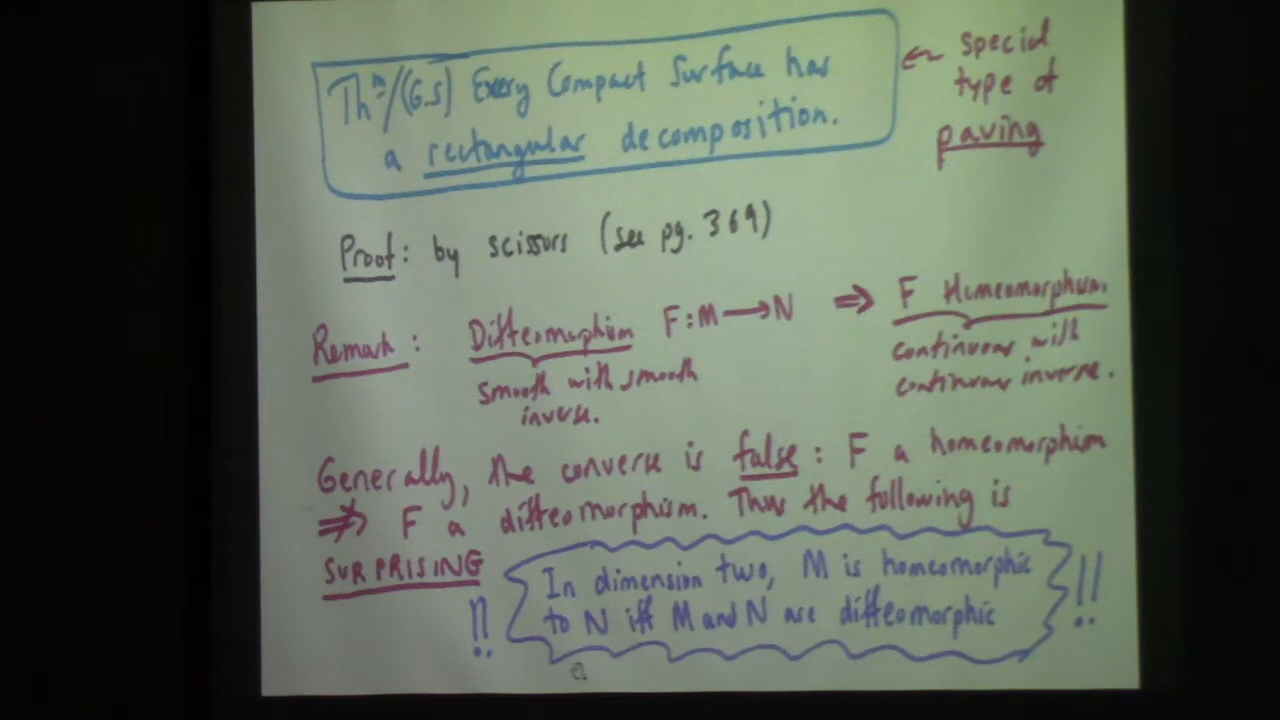 Thm/(6.5) Every Compact Surface has
a rectangular decomposition.
← special
type of
paving
Proof: by scissors (see pg. 369)
Remark: Diffeomorphism F:M→N ⇒ F Homeomorphism.
smooth with smooth
inverse.
continuous with
continuous inverse.
Generally, the converse is false: F a homeomorphism
⇏ F a diffeomorphism. Thus the following is
SURPRISING
!! In dimension two, M is homeomorphic
to N iff M and N are diffeomorphic !!